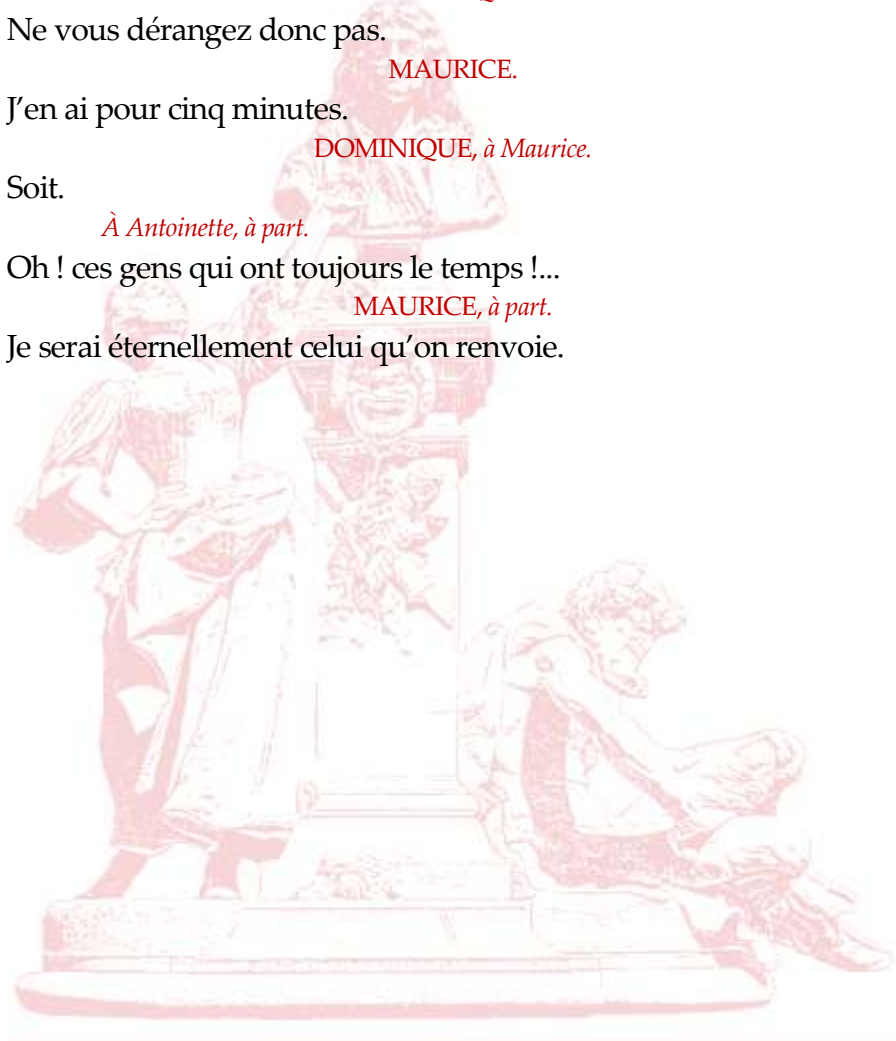 Ne vous dérangez donc pas.
MAURICE.
J’en ai pour cinq minutes.
DOMINIQUE, à Maurice.
Soit.
À Antoinette, à part.
Oh ! ces gens qui ont toujours le temps !...
MAURICE, à part.
Je serai éternellement celui qu’on renvoie.